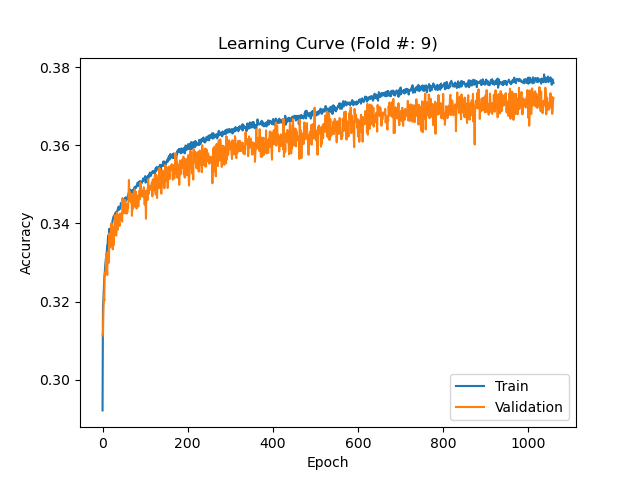 Learning Curve (Fold #: 9)
0.38
0.36
0.34
0.32
0.30
Accuracy
0
200
400
600
800
1000
Epoch
Train
Validation